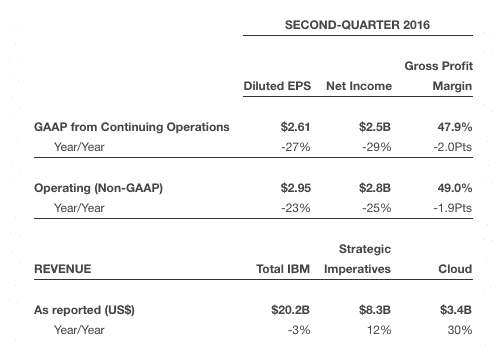 SECOND-QUARTER 2016
Gross Profit
Diluted EPS Net Income Margin
GAAP from Continuing Operations $2.61 $2.5B 47.9%
Year/Year -27% -29% -2.0Pts
Operating (Non-GAAP) $2.95 $2.8B 49.0%
Year/Year -23% -25% -1.9Pts
Strategic
REVENUE Total IBM Imperatives Cloud
As reported (US$) $20.2B $8.3B $3.4B
Year/Year -3% 12% 30%